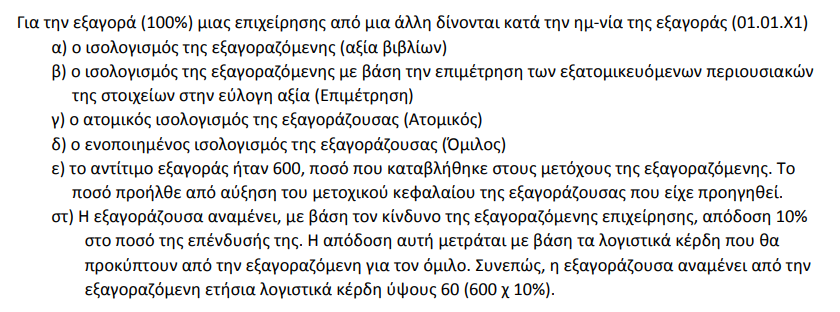 Για την εξαγορά (100%) μιας επιχείρησης από μια άλλη δίνονται κατά την ημ-νία της εξαγοράς (01.01.Χ1)
α) ο ισολογισμός της εξαγοραζόμενης (αξία βιβλίων)
β) ο ισολογισμός της εξαγοραζόμενης με βάση την επιμέτρηση των εξατομικευόμενων περιουσιακών
της στοιχείων στην εύλογη αξία (Επιμέτρηση)
γ) ο ατομικός ισολογισμός της εξαγοράζουσας (Ατομικός)
δ) ο ενοποιημένος ισολογισμός της εξαγοράζουσας (Όμιλος)
ε) το αντίτιμο εξαγοράς ήταν 600, ποσό που καταβλήθηκε στους μετόχους της εξαγοραζόμενης. Το
ποσό προήλθε από αύξηση του μετοχικού κεφαλαίου της εξαγοράζουσας που είχε προηγηθεί.
στ) Η εξαγοράζουσα αναμένει, με βάση τον κίνδυνο της εξαγοραζόμενης επιχείρησης, απόδοση 10%
στο ποσό της επένδυσής της. Η απόδοση αυτή μετράται με βάση τα λογιστικά κέρδη που θα
προκύπτουν από την εξαγοραζόμενη για τον όμιλο. Συνεπώς, η εξαγοράζουσα αναμένει από την
εξαγοραζόμενη ετήσια λογιστικά κέρδη ύψους 60 (600 χ 10%).